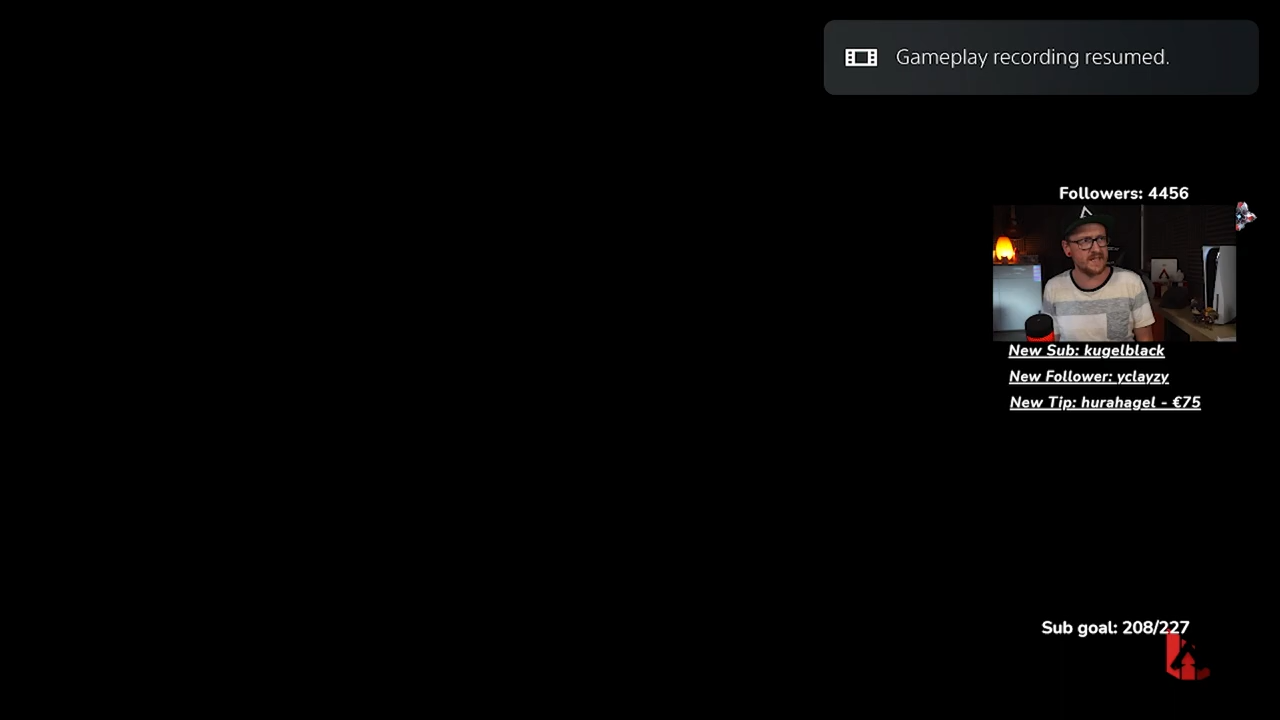 Gameplay recording resumed.
Followers: 4456
New Sub: kugelblack
New Follower: yclayzy
New Tip: hurahagel - €75
Sub goal: 208/227